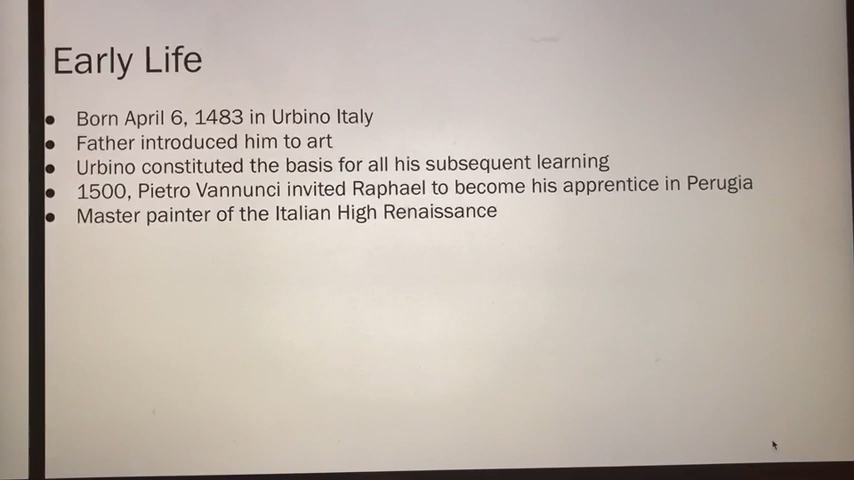 Early Life
● Born April 6, 1483 in Urbino Italy
● Father introduced him to art
● Urbino constituted the basis for all his subsequent learning
● 1500, Pietro Vannunci invited Raphael to become his apprentice in Perugia
● Master painter of the Italian High Renaissance